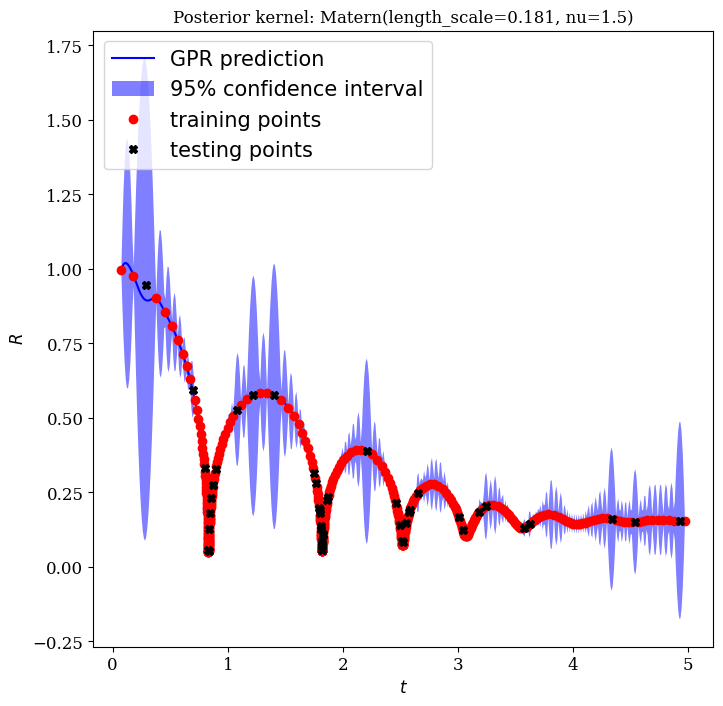 Posterior kernel: Matern(length_scale=0.181, nu=1.5)
GPR prediction
95% confidence interval
training points
testing points
1.75
1.50
1.25
1.00
0.75
0.50
0.25
0.00
−0.25
R
0 1 2 3 4 5
t